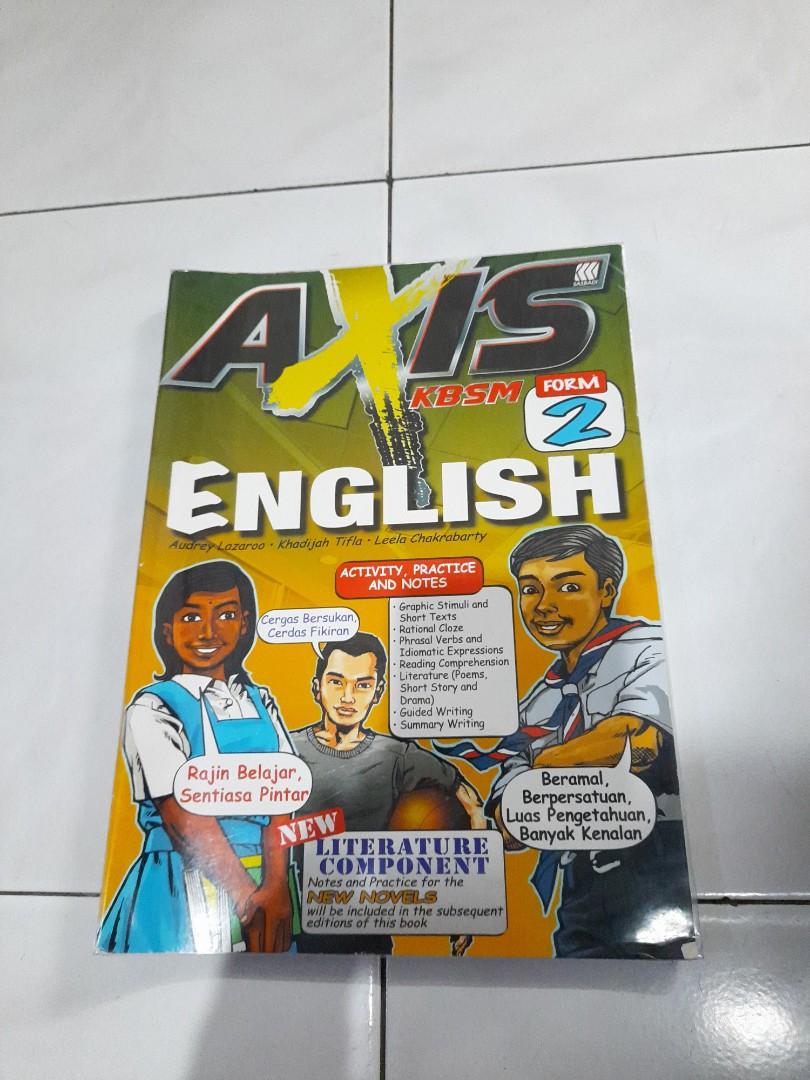 AXIS
SASBADI
KBSM
FORM
2
ENGLISH
Audrey Lazaroo • Khadijah Tifla • Leela Chakrabarty
ACTIVITY, PRACTICE
AND NOTES
• Graphic Stimuli and
Short Texts
• Rational Cloze
• Phrasal Verbs and
Idiomatic Expressions
• Reading Comprehension
• Literature (Poems,
Short Story and
Drama)
• Guided Writing
• Summary Writing
Cergas Bersukan,
Cerdas Fikiran
Rajin Belajar,
Sentiasa Pintar
Beramal,
Berpersatuan,
Luas Pengetahuan,
Banyak Kenalan
NEW
LITERATURE
COMPONENT
Notes and Practice for the
NEW NOVELS
will be included in the subsequent
editions of this book